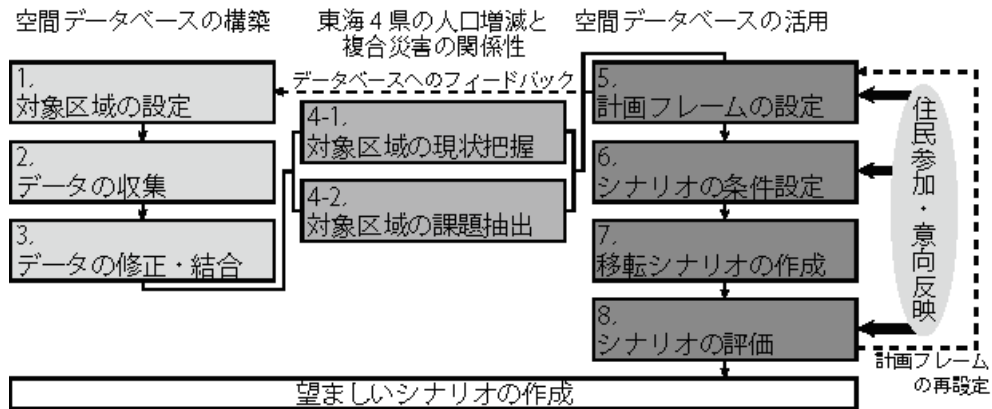 空間データベースの構築
東海4県の人口増減と
複合災害の関係性
空間データベースの活用
データベースへのフィードバック
1,
対象区域の設定
2,
データの収集
3,
データの修正・結合
4-1,
対象区域の現状把握
4-2,
対象区域の課題抽出
5,
計画フレームの設定
6,
シナリオの条件設定
7,
移転シナリオの作成
8,
シナリオの評価
住民参加・意向反映
計画フレーム
の再設定
望ましいシナリオの作成